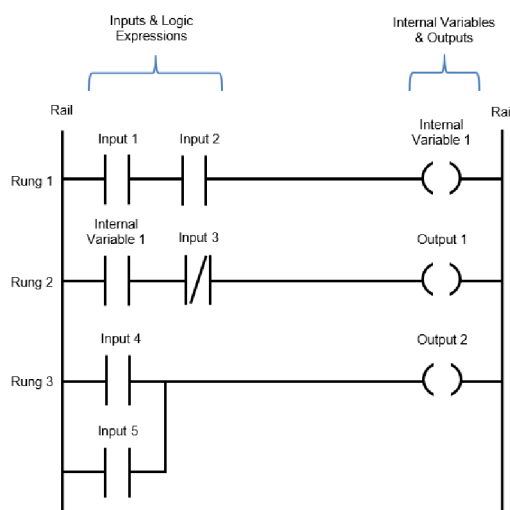 Inputs & Logic
Expressions
Internal Variables
& Outputs
Rail
Rai
Input 1
Input 2
Internal
Variable 1
Rung 1
Internal
Variable 1
Input 3
Output 1
Rung 2
Input 4
Output 2
Rung 3
Input 5